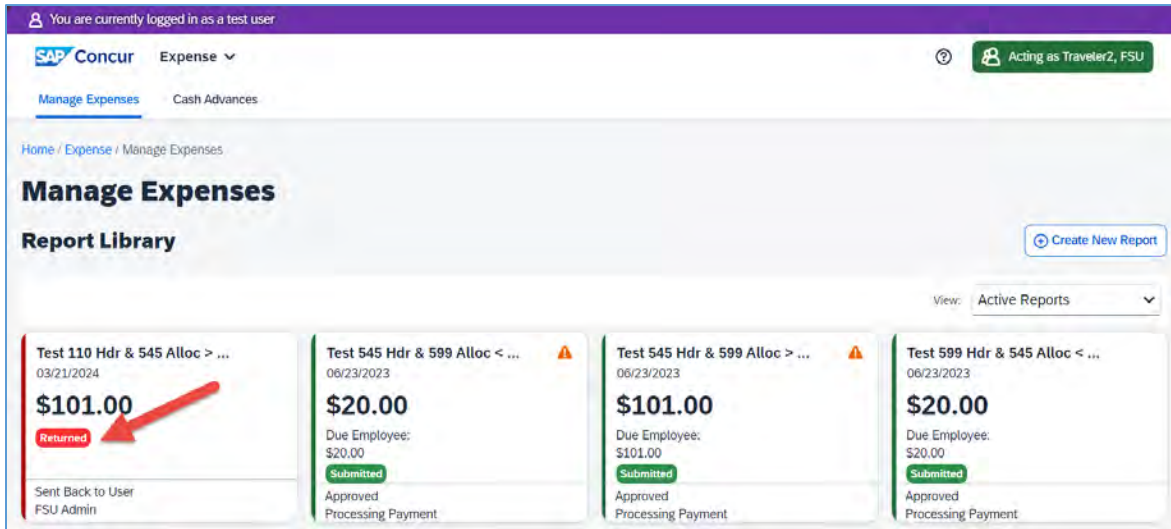 You are currently logged in as a test user
SAP Concur Expense
Acting as Traveler2, FSU
Manage Expenses Cash Advances
Home / Expense / Manage Expenses
Manage Expenses
Report Library
Create New Report
View: Active Reports
Test 110 Hdr & 545 Alloc > ...
03/21/2024
$101.00
Returned
Sent Back to User
FSU Admin
Test 545 Hdr & 599 Alloc < ...
06/23/2023
$20.00
Due Employee:
$20.00
Submitted
Approved
Processing Payment
Test 545 Hdr & 599 Alloc > ...
06/23/2023
$101.00
Due Employee:
$101.00
Submitted
Approved
Processing Payment
Test 599 Hdr & 545 Alloc < ...
06/23/2023
$20.00
Due Employee:
$20.00
Submitted
Approved
Processing Payment